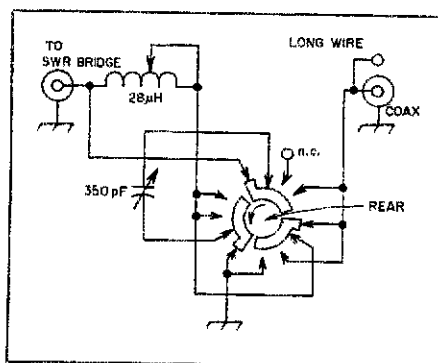 TO
SWR BRIDGE
28µH
LONG WIRE
COAX
n.c.
350 pF
REAR